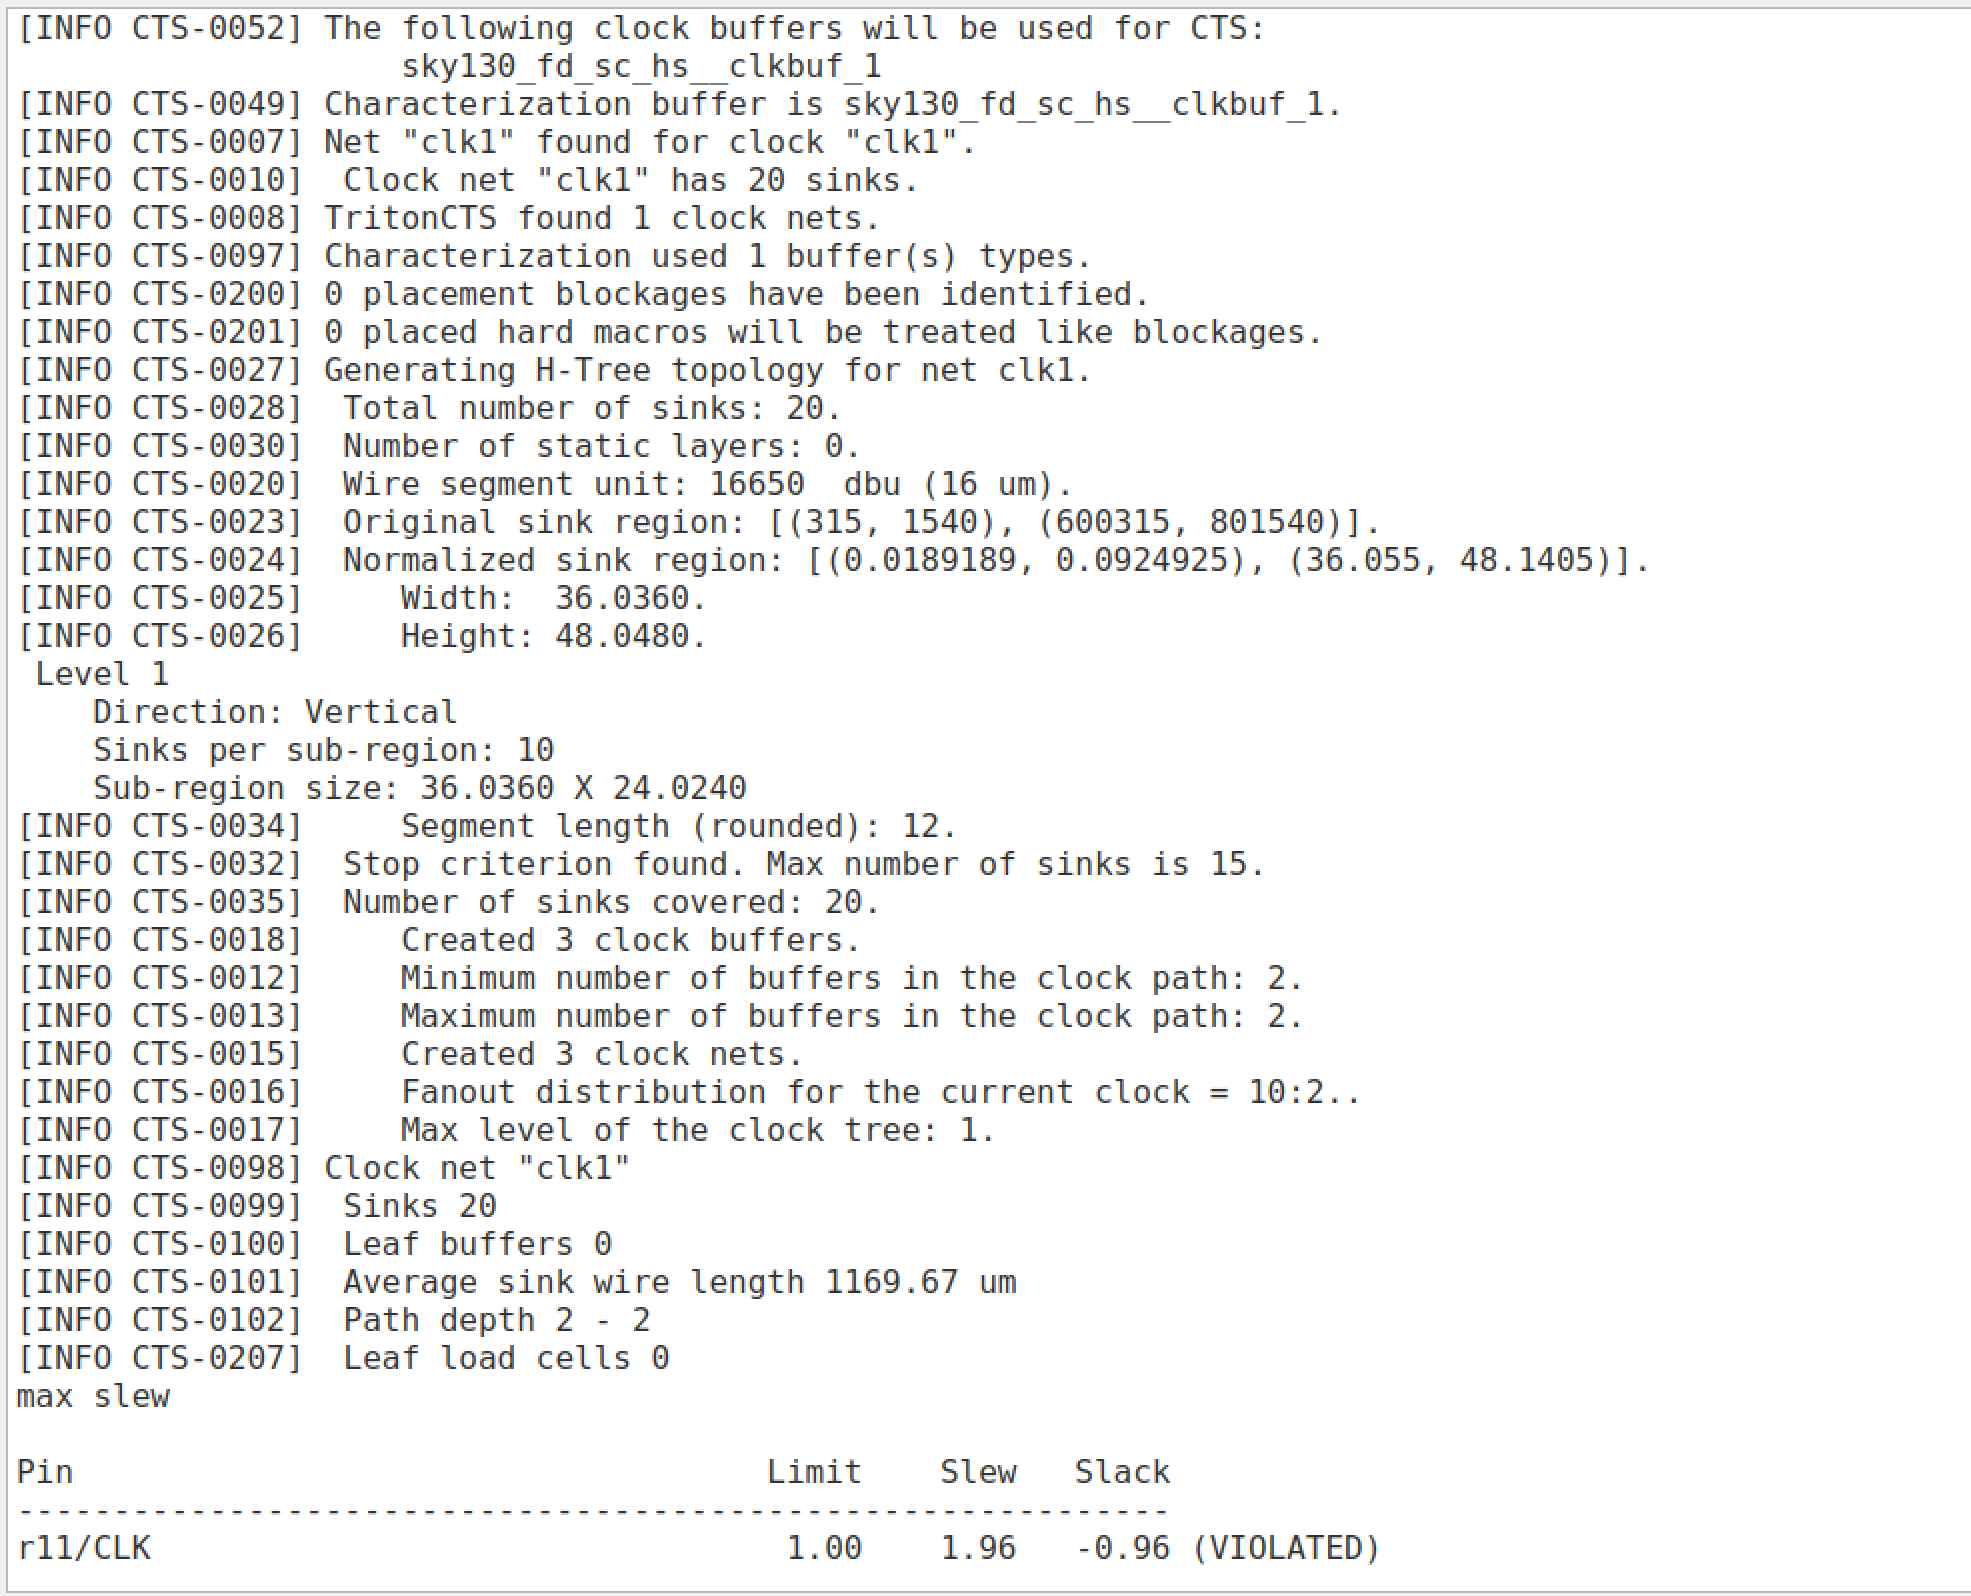 [INFO CTS-0052] The following clock buffers will be used for CTS:
                    sky130_fd_sc_hs__clkbuf_1
[INFO CTS-0049] Characterization buffer is sky130_fd_sc_hs__clkbuf_1.
[INFO CTS-0007] Net "clk1" found for clock "clk1".
[INFO CTS-0010]  Clock net "clk1" has 20 sinks.
[INFO CTS-0008] TritonCTS found 1 clock nets.
[INFO CTS-0097] Characterization used 1 buffer(s) types.
[INFO CTS-0200] 0 placement blockages have been identified.
[INFO CTS-0201] 0 placed hard macros will be treated like blockages.
[INFO CTS-0027] Generating H-Tree topology for net clk1.
[INFO CTS-0028]  Total number of sinks: 20.
[INFO CTS-0030]  Number of static layers: 0.
[INFO CTS-0020]  Wire segment unit: 16650  dbu (16 um).
[INFO CTS-0023]  Original sink region: [(315, 1540), (600315, 801540)].
[INFO CTS-0024]  Normalized sink region: [(0.0189189, 0.0924925), (36.055, 48.1405)].
[INFO CTS-0025]     Width:  36.0360.
[INFO CTS-0026]     Height: 48.0480.
 Level 1
    Direction: Vertical
    Sinks per sub-region: 10
    Sub-region size: 36.0360 X 24.0240
[INFO CTS-0034]     Segment length (rounded): 12.
[INFO CTS-0032]  Stop criterion found. Max number of sinks is 15.
[INFO CTS-0035]  Number of sinks covered: 20.
[INFO CTS-0018]     Created 3 clock buffers.
[INFO CTS-0012]     Minimum number of buffers in the clock path: 2.
[INFO CTS-0013]     Maximum number of buffers in the clock path: 2.
[INFO CTS-0015]     Created 3 clock nets.
[INFO CTS-0016]     Fanout distribution for the current clock = 10:2..
[INFO CTS-0017]     Max level of the clock tree: 1.
[INFO CTS-0098] Clock net "clk1"
[INFO CTS-0099]  Sinks 20
[INFO CTS-0100]  Leaf buffers 0
[INFO CTS-0101]  Average sink wire length 1169.67 um
[INFO CTS-0102]  Path depth 2 - 2
[INFO CTS-0207]  Leaf load cells 0
max slew

Pin                                    Limit    Slew   Slack
------------------------------------------------------------
r11/CLK                                 1.00    1.96   -0.96 (VIOLATED)